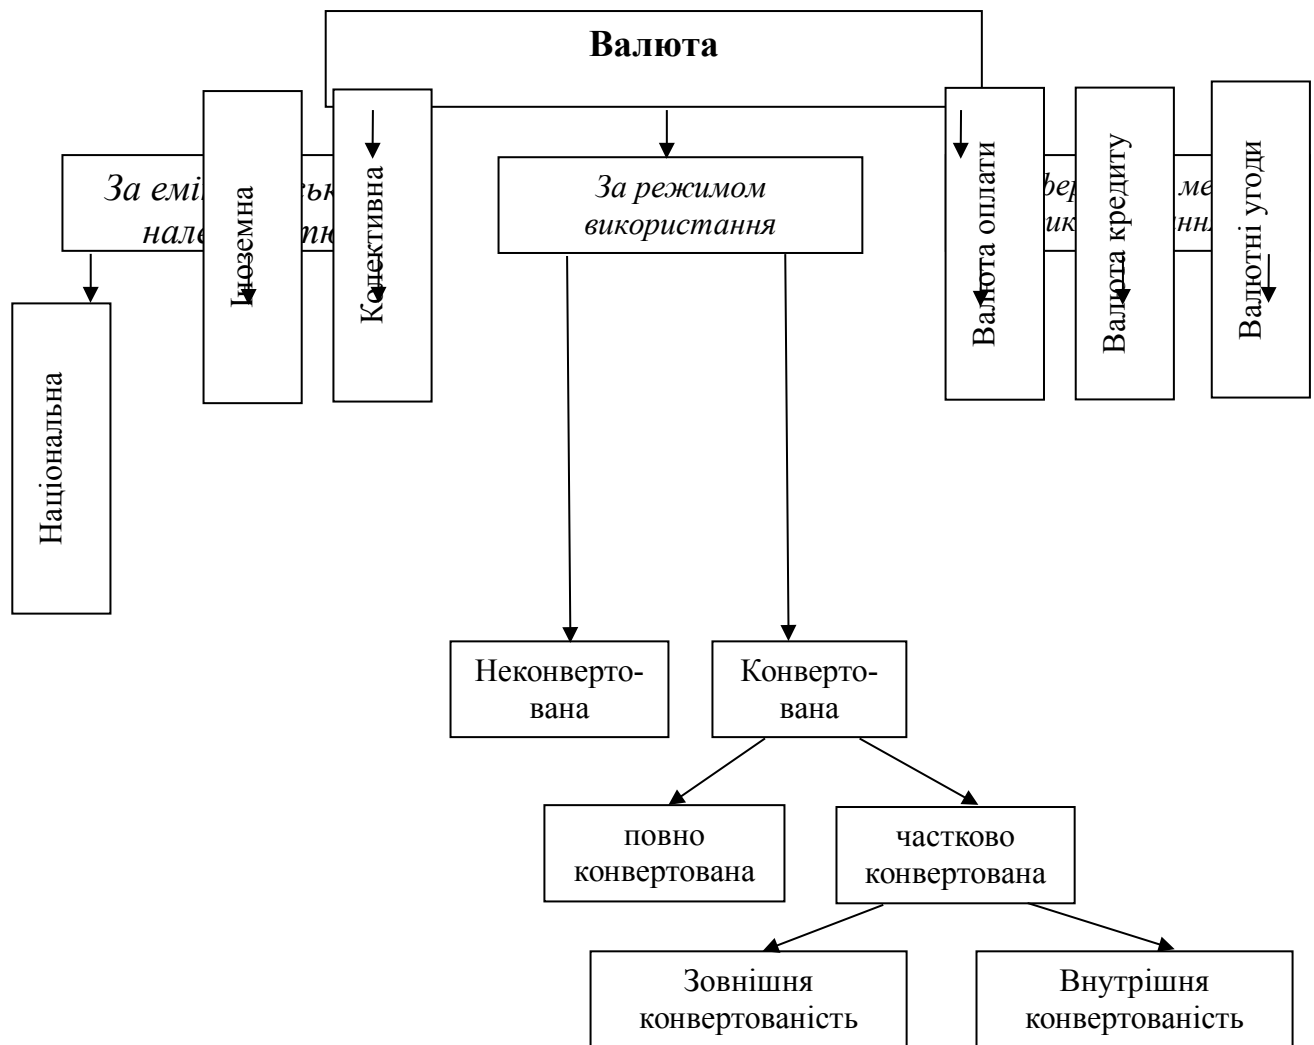 Валюта
За
За режимом
використання
Іноземна
Колективна
Валюта оплати
Валюта кредиту
Валютні угоди
Національна
Неконверто-
вана
Конверто-
вана
повно
конвертована
частково
конвертована
Зовнішня
конвертованість
Внутрішня
конвертованість